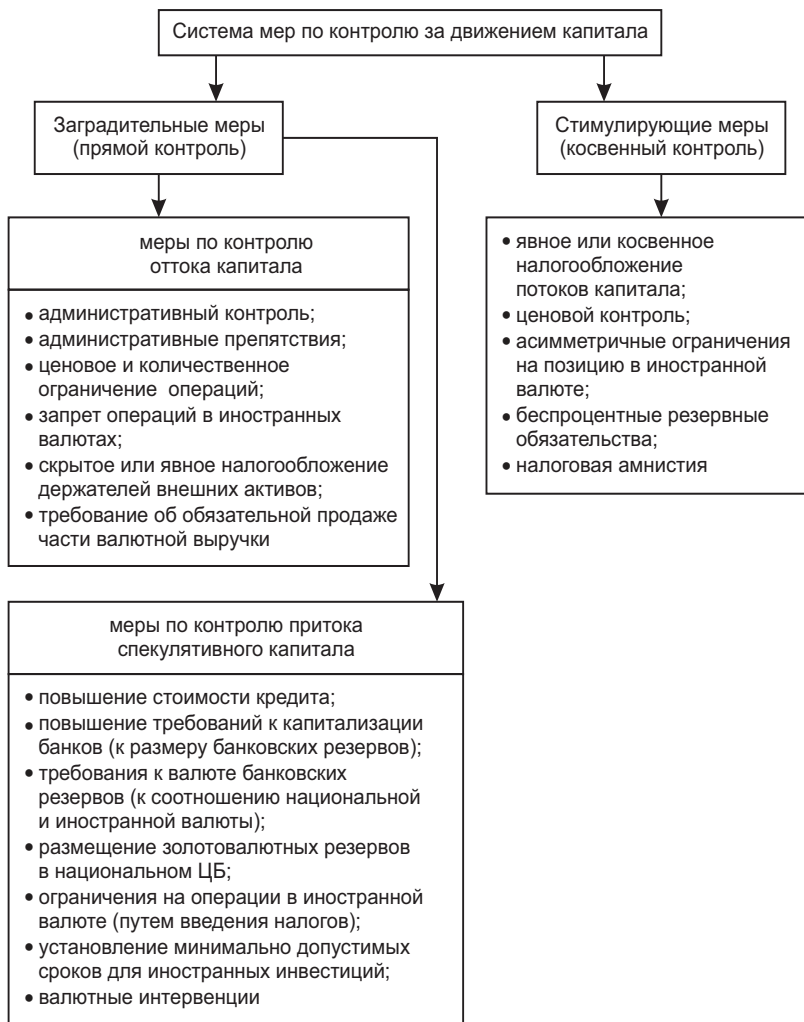 Система мер по контролю за движением капитала
Заградительные меры
(прямой контроль)
Стимулирующие меры
(косвенный контроль)
меры по контролю
оттока капитала
• административный контроль;
• административные препятствия;
• ценовое и количественное
ограничение операций;
• запрет операций в иностранных
валютах;
• скрытое или явное налогообложение
держателей внешних активов;
• требование об обязательной продаже
части валютной выручки
• явное или косвенное
налогообложение
потоков капитала;
• ценовой контроль;
• асимметричные ограничения
на позицию в иностранной
валюте;
• беспроцентные резервные
обязательства;
• налоговая амнистия
меры по контролю притока
спекулятивного капитала
• повышение стоимости кредита;
• повышение требований к капитализации
банков (к размеру банковских резервов);
• требования к валюте банковских
резервов (к соотношению национальной
и иностранной валюты);
• размещение золотовалютных резервов
в национальном ЦБ;
• ограничения на операции в иностранной
валюте (путем введения налогов);
• установление минимально допустимых
сроков для иностранных инвестиций;
• валютные интервенции